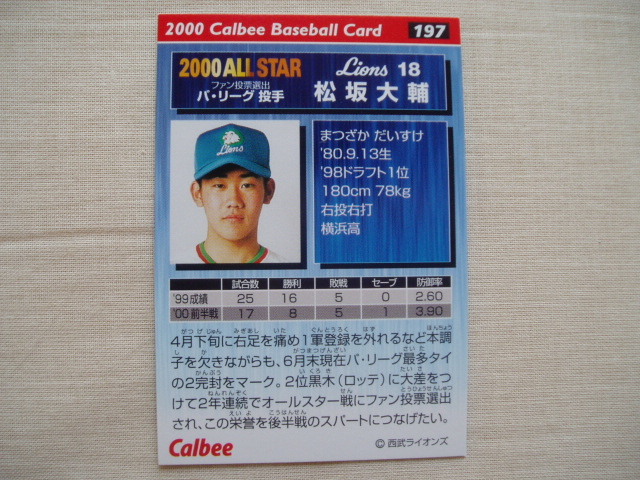 2000 Calbee Baseball Card 197
2000 ALL STAR
ファン投票選出
パ・リーグ 投手
Lions 18
松坂大輔
Lions
まつざか だいすけ
'80.9.13生
'98ドラフト1位
180cm 78kg
右投右打
横浜高
試合数 勝利 敗戦 セーブ 防御率
'99成績 25 16 5 0 2.60
'00前半戦 17 8 5 1 3.90
4月下旬に右足を痛め1軍登録を外れるなど本調
子を欠きながらも、6月末現在パ・リーグ最多タイ
の2完封をマーク。2位黒木(ロッテ)に大差をつ
けて2年連続でオールスター戦にファン投票選出
され、この栄誉を後半戦のスパートにつなげたい。
Calbee
©西武ライオンズ